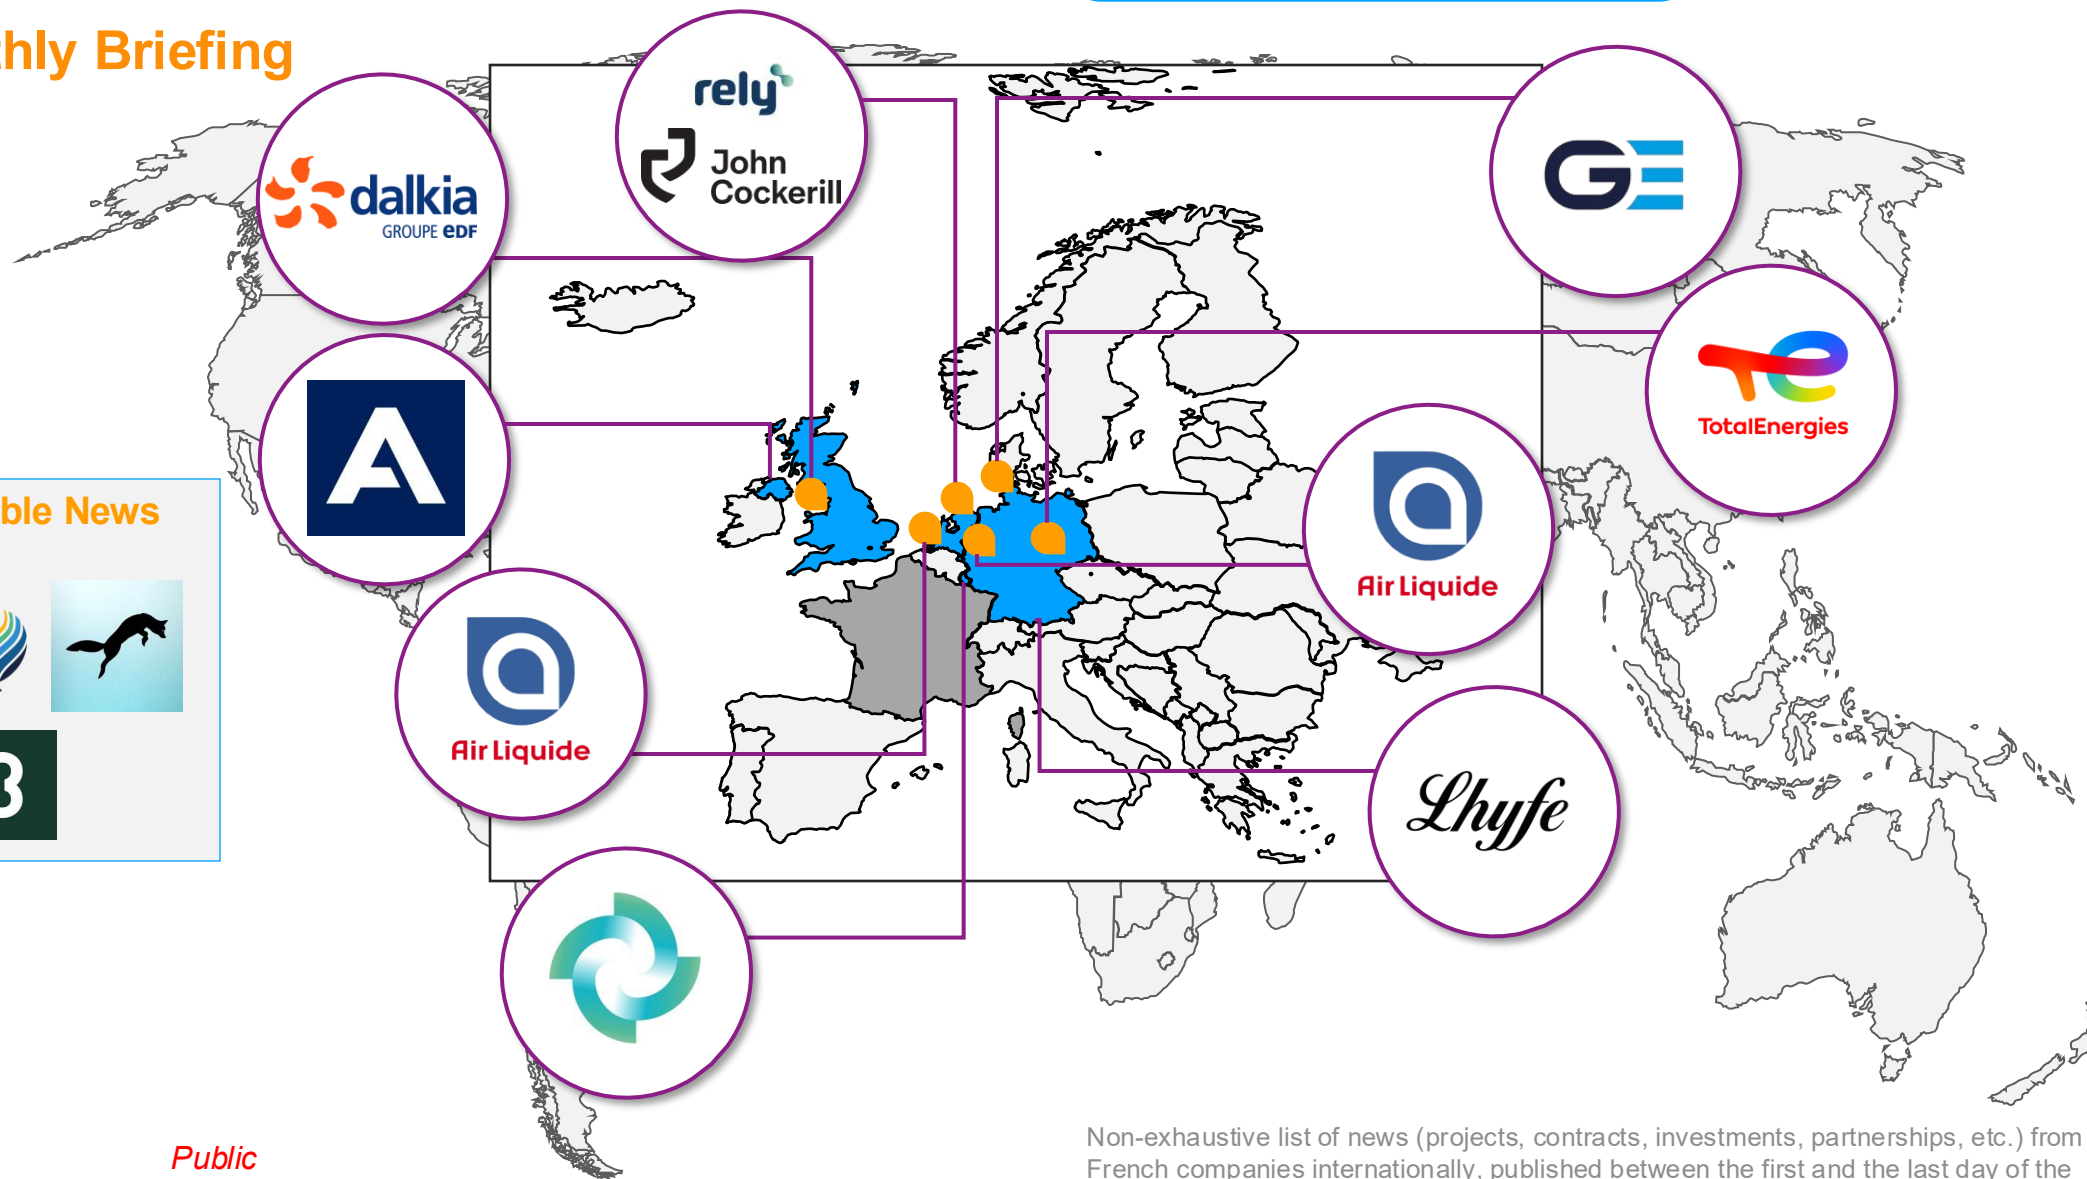 thly Briefing
rely
John
Cockerill
dalkia
GROUPE eDF
GE
TotalEnergies
A
Air Liquide
ble News
Air Liquide
Lhyfe
Public
Non-exhaustive list of news (projects, contracts, investments, partnerships, etc.) from
French companies internationally, published between the first and the last day of the